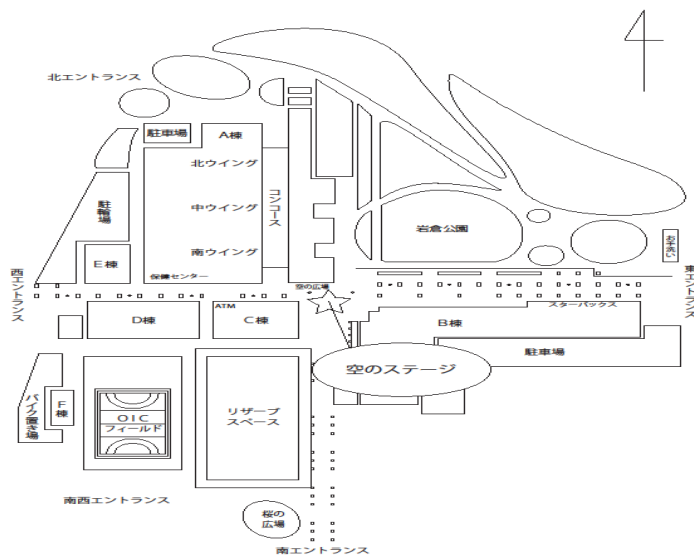 北エントランス
駐車場
A棟
北ウイング
中ウイング
南ウイング
コンコース
駐輪場
E棟
保健センター
西エントランス
空の広場
岩倉公園
お手洗い
東エントランス
スターバックス
ATM
D棟
C棟
B棟
駐車場
空のステージ
バイク置き場
F棟
OIC
フィールド
リザーブ
スペース
南西エントランス
桜の
広場
南エントランス